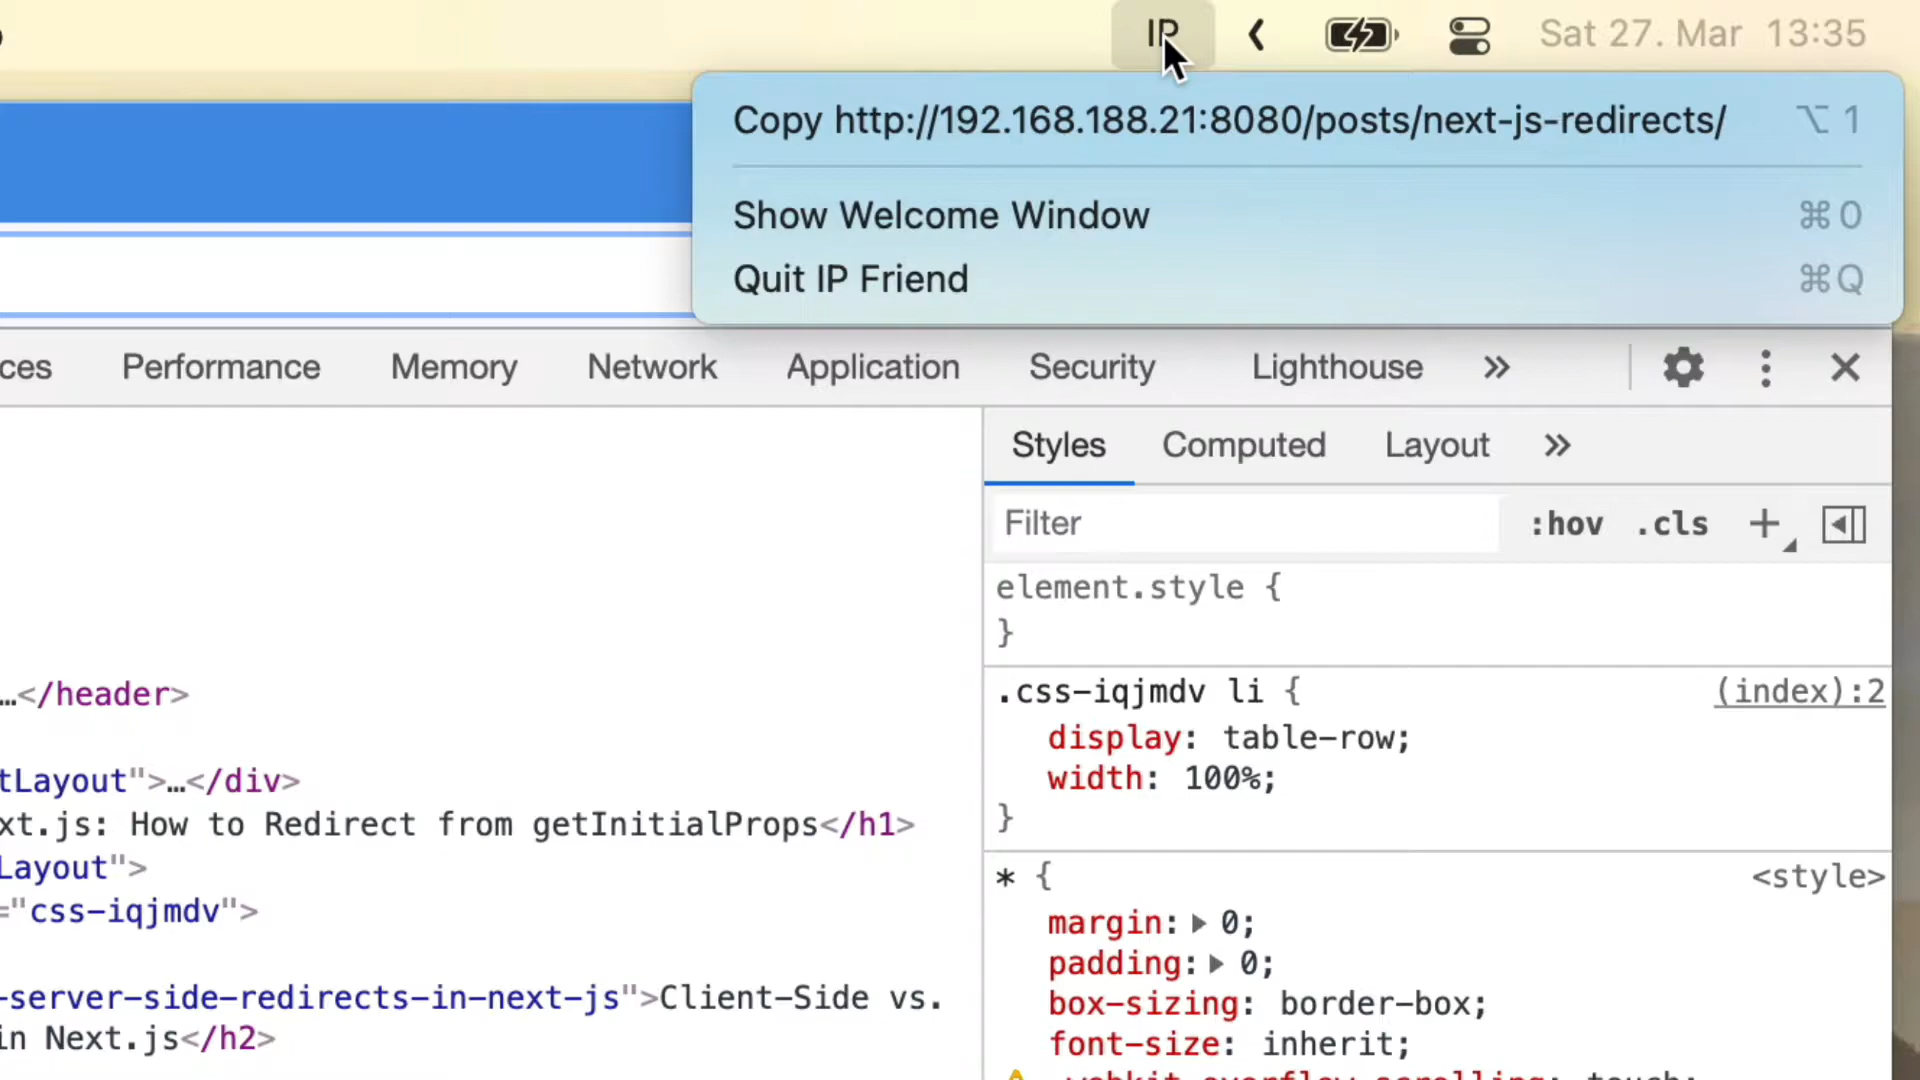 IP Sat 27. Mar 13:35
Copy http://192.168.188.21:8080/posts/next-js-redirects/ ⌥ 1
Show Welcome Window ⌘ O
Quit IP Friend ⌘ Q
ces Performance Memory Network Application Security Lighthouse »
Styles Computed Layout »
Filter :hov .cls +
element.style {
}
.css-iqjmdv li { (index):2
display: table-row;
width: 100%;
}
* { <style>
margin: ▶ 0;
padding: ▶ 0;
box-sizing: border-box;
font-size: inherit;
-webkit-overflow-scrolling: touch;
…</header>
tLayout">…</div>
xt.js: How to Redirect from getInitialProps</h1>
Layout">
="css-iqjmdv">
-server-side-redirects-in-next-js">Client-Side vs.
in Next.js</h2>